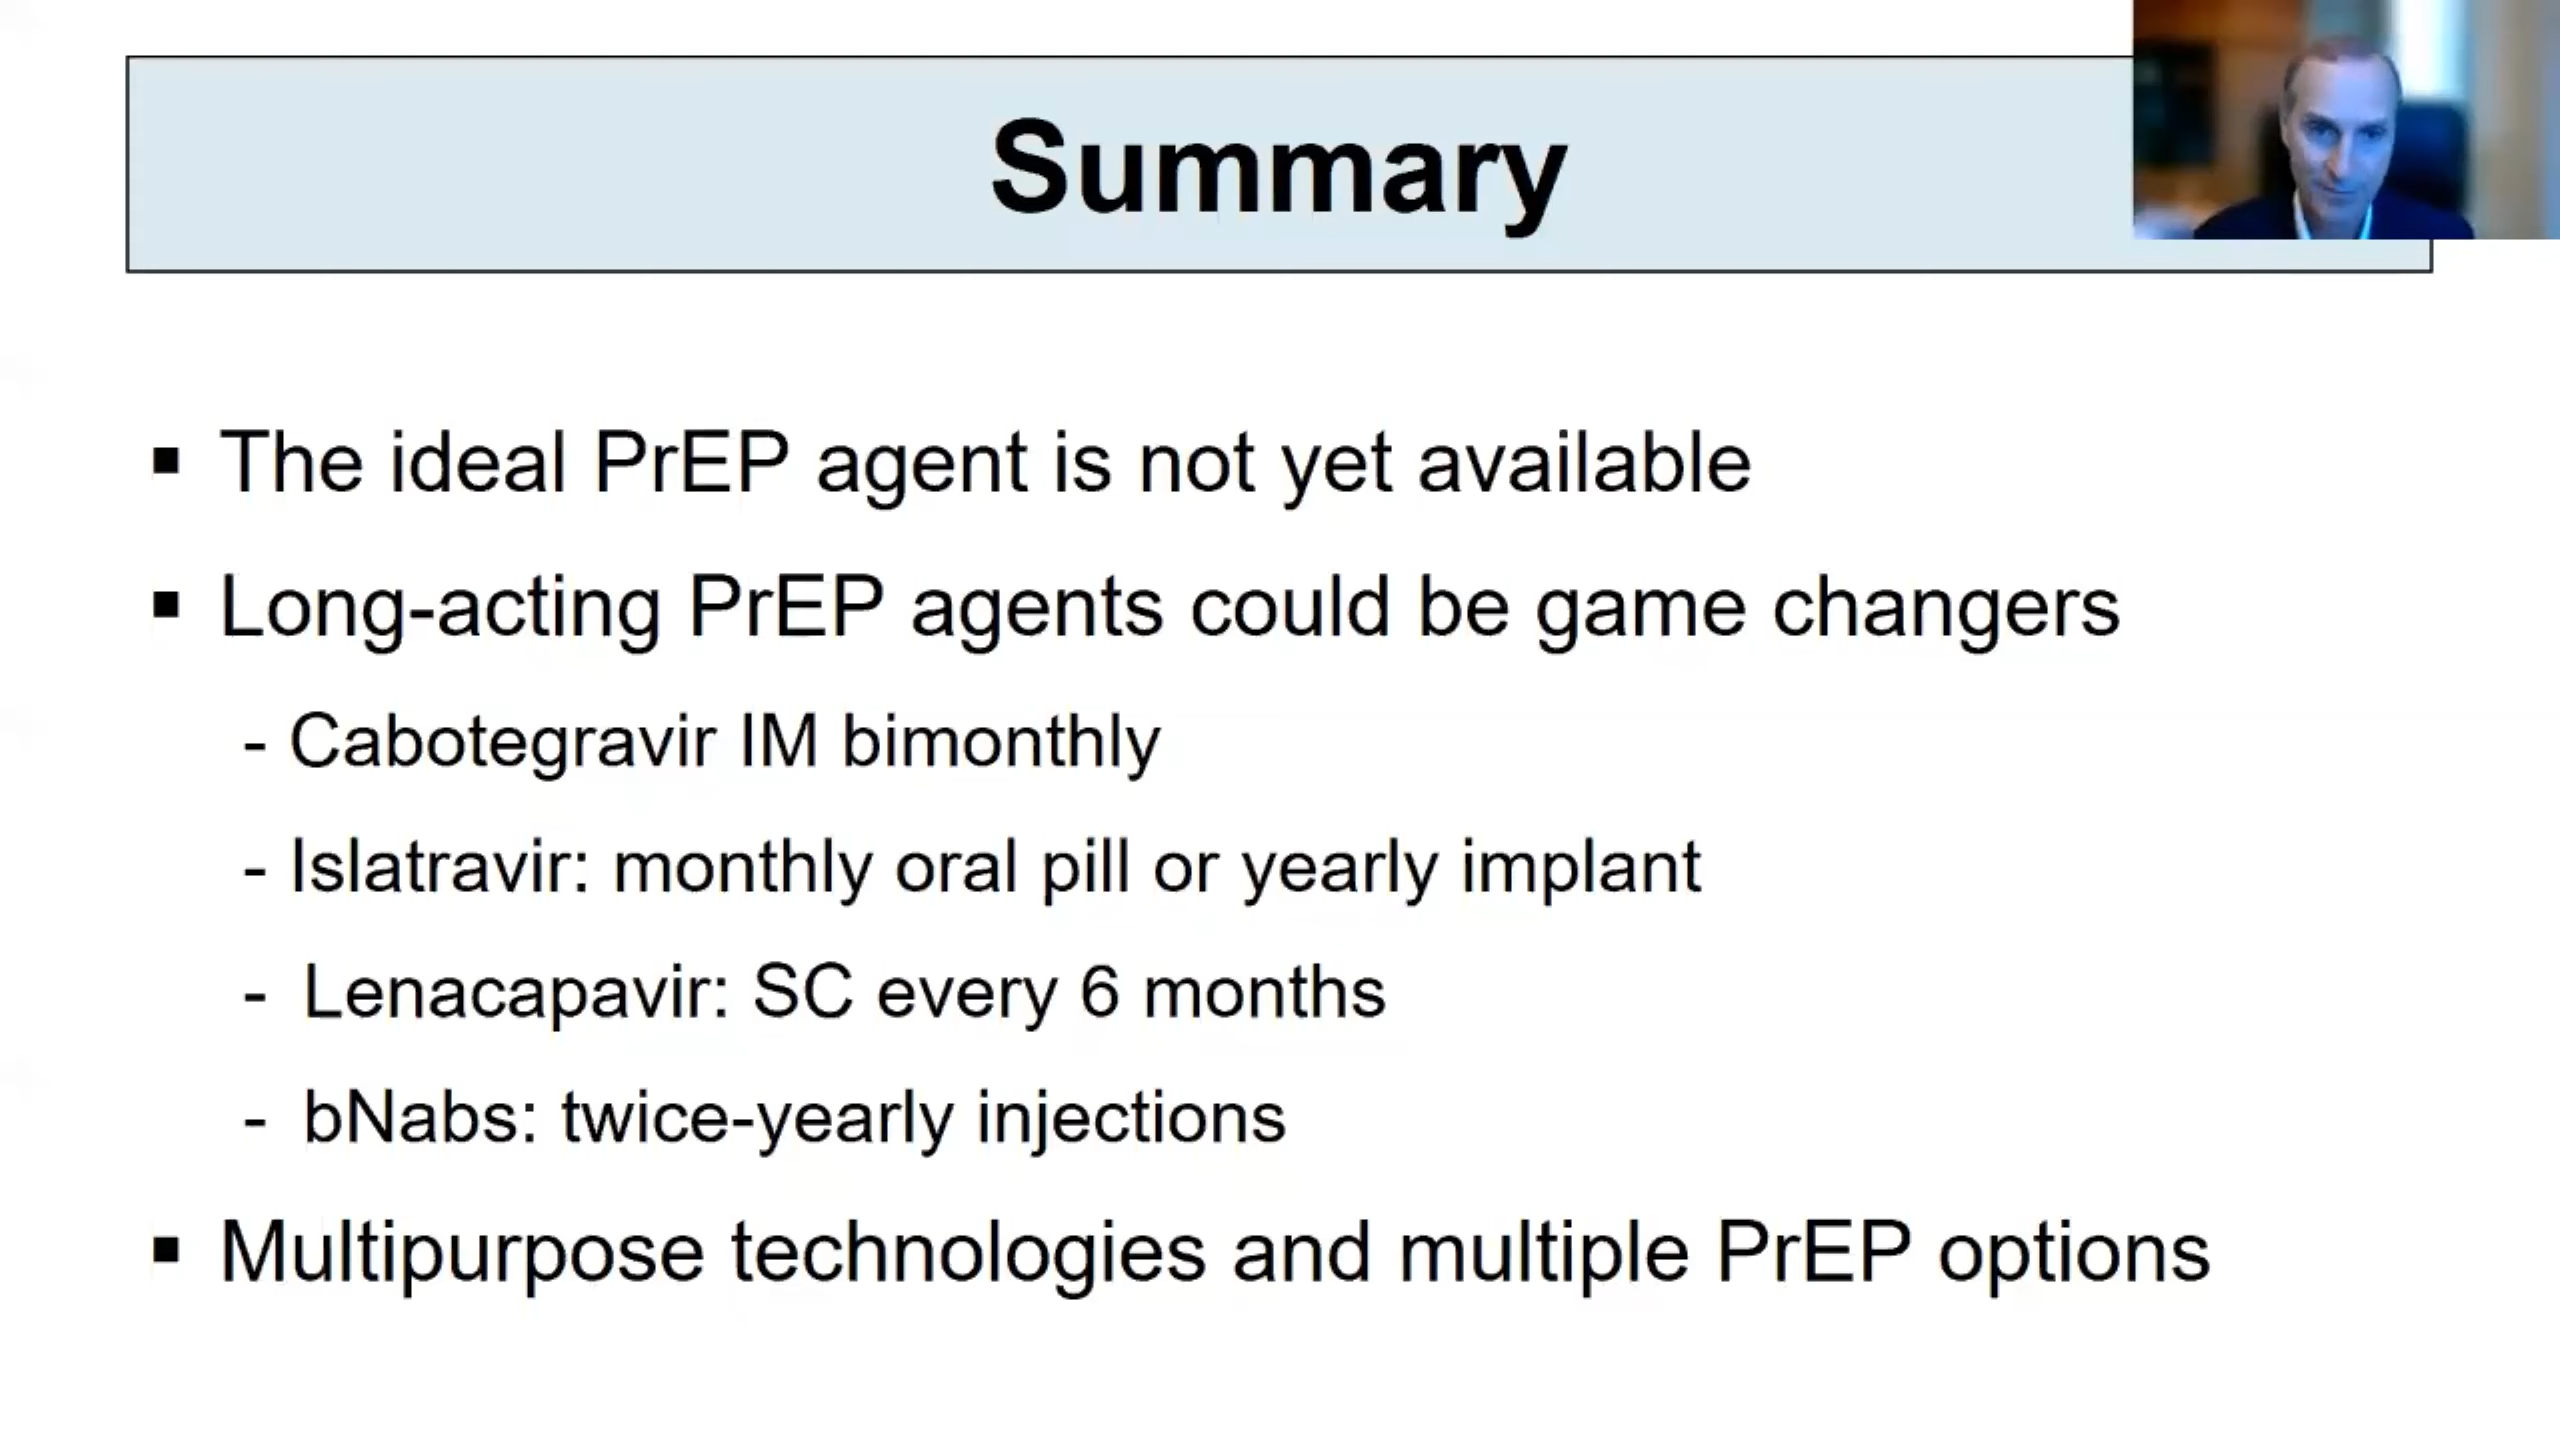 Summary
▪ The ideal PrEP agent is not yet available
▪ Long-acting PrEP agents could be game changers
- Cabotegravir IM bimonthly
- Islatravir: monthly oral pill or yearly implant
- Lenacapavir: SC every 6 months
- bNabs: twice-yearly injections
▪ Multipurpose technologies and multiple PrEP options